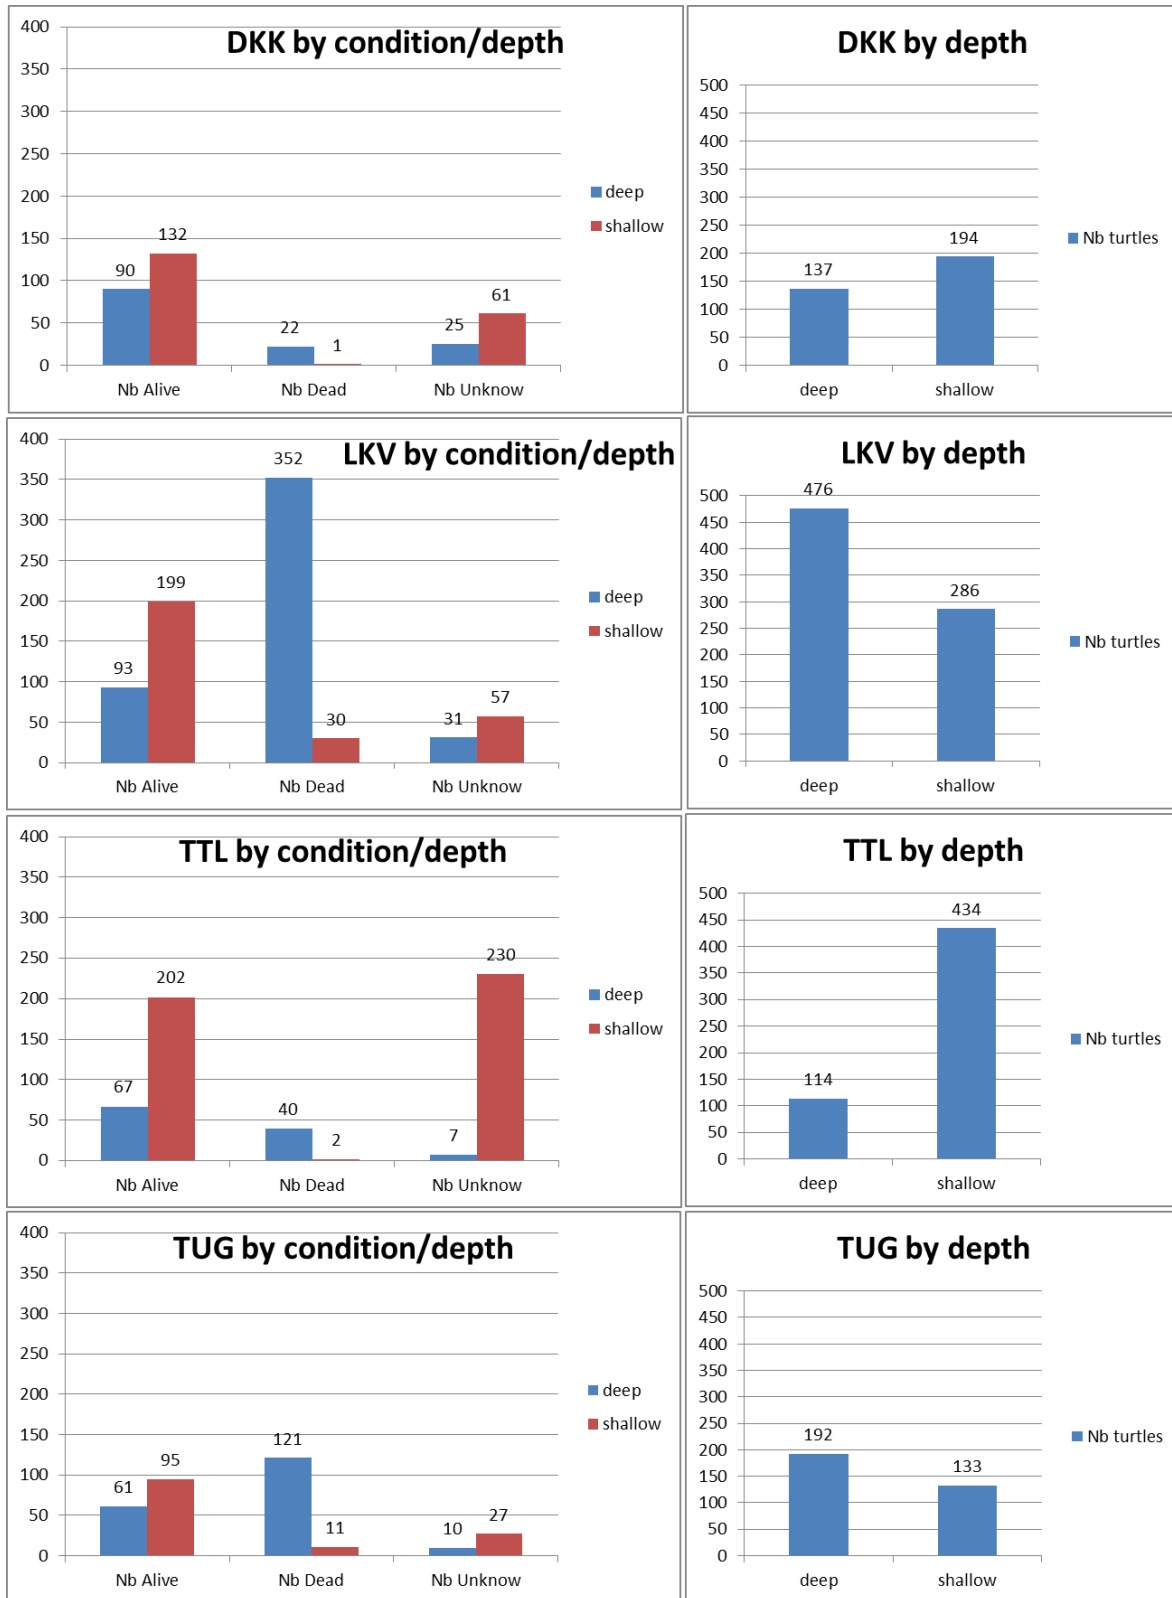 DKK by condition/depth
400
350
300
250
200
150
100
50
0
90
132
22
1
25
61
Nb Alive
Nb Dead
Nb Unknow
deep
shallow
DKK by depth
500
450
400
350
300
250
200
150
100
50
0
137
194
deep
shallow
Nb turtles
LKV by condition/depth
400
350
300
250
200
150
100
50
0
93
199
352
30
31
57
Nb Alive
Nb Dead
Nb Unknow
deep
shallow
LKV by depth
500
450
400
350
300
250
200
150
100
50
0
476
286
deep
shallow
Nb turtles
TTL by condition/depth
400
350
300
250
200
150
100
50
0
67
202
40
2
7
230
Nb Alive
Nb Dead
Nb Unknow
deep
shallow
TTL by depth
500
450
400
350
300
250
200
150
100
50
0
114
434
deep
shallow
Nb turtles
TUG by condition/depth
400
350
300
250
200
150
100
50
0
61
95
121
11
10
27
Nb Alive
Nb Dead
Nb Unknow
deep
shallow
TUG by depth
500
450
400
350
300
250
200
150
100
50
0
192
133
deep
shallow
Nb turtles